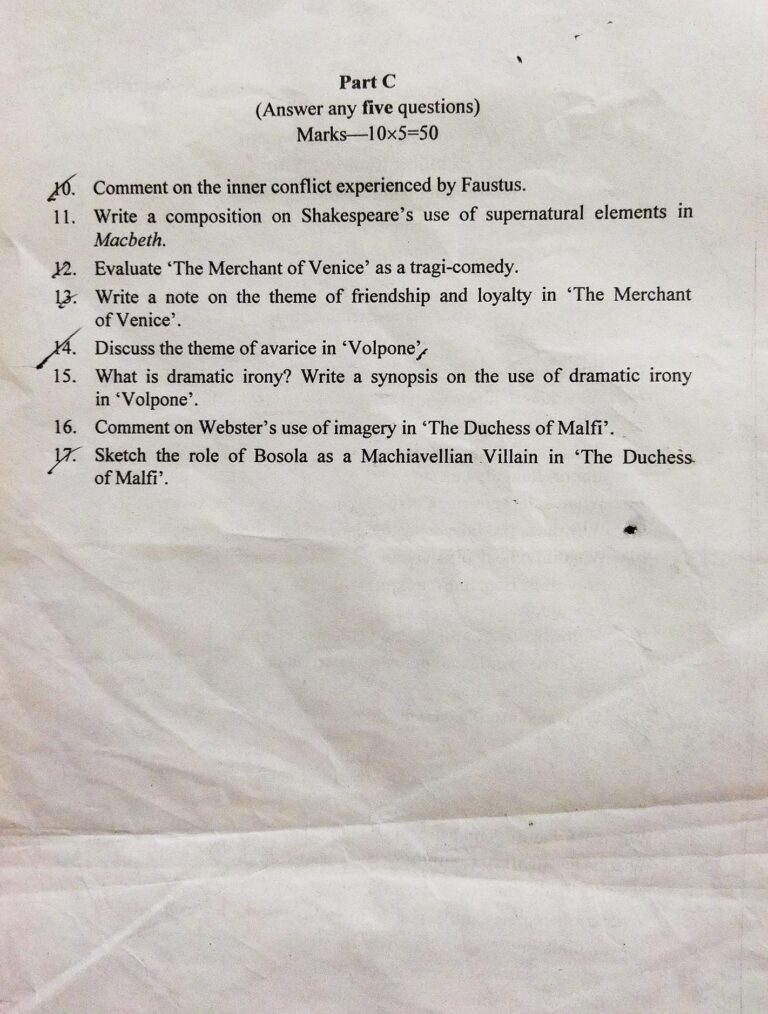 Part C
(Answer any five questions)
Marks—10×5=50
10. Comment on the inner conflict experienced by Faustus.
11. Write a composition on Shakespeare's use of supernatural elements in
Macbeth.
12. Evaluate 'The Merchant of Venice' as a tragi-comedy.
13. Write a note on the theme of friendship and loyalty in 'The Merchant
of Venice'.
14. Discuss the theme of avarice in 'Volpone'.
15. What is dramatic irony? Write a synopsis on the use of dramatic irony
in 'Volpone'.
16. Comment on Webster's use of imagery in 'The Duchess of Malfi'.
17. Sketch the role of Bosola as a Machiavellian Villain in 'The Duchess
of Malfi'.